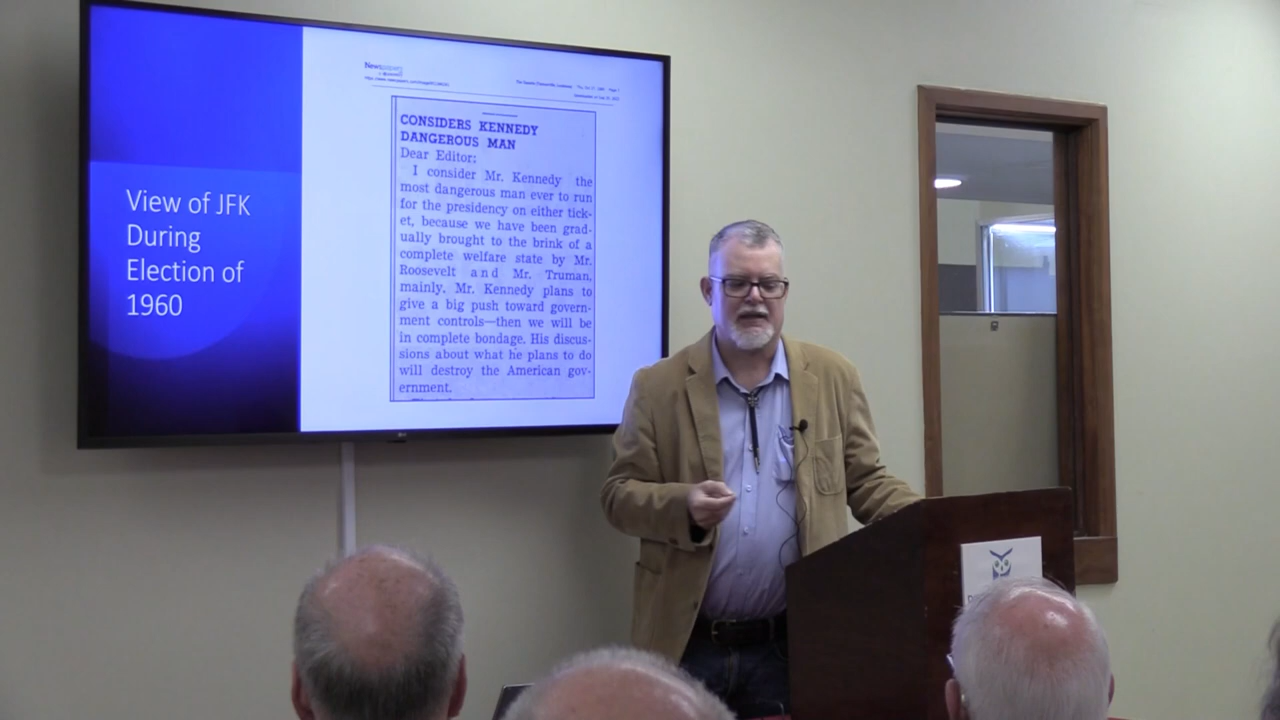 View of JFK
During
Election of
1960
CONSIDERS KENNEDY
DANGEROUS MAN
Dear Editor:
I consider Mr. Kennedy the
most dangerous man ever to run
for the presidency on either tick-
et, because we have been grad-
ually brought to the brink of a
complete welfare state by Mr.
Roosevelt and Mr. Truman,
mainly. Mr. Kennedy plans to
give a big push toward govern-
ment controls—then we will be
in complete bondage. His discus-
sions about what he plans to do
will destroy the American gov-
ernment.